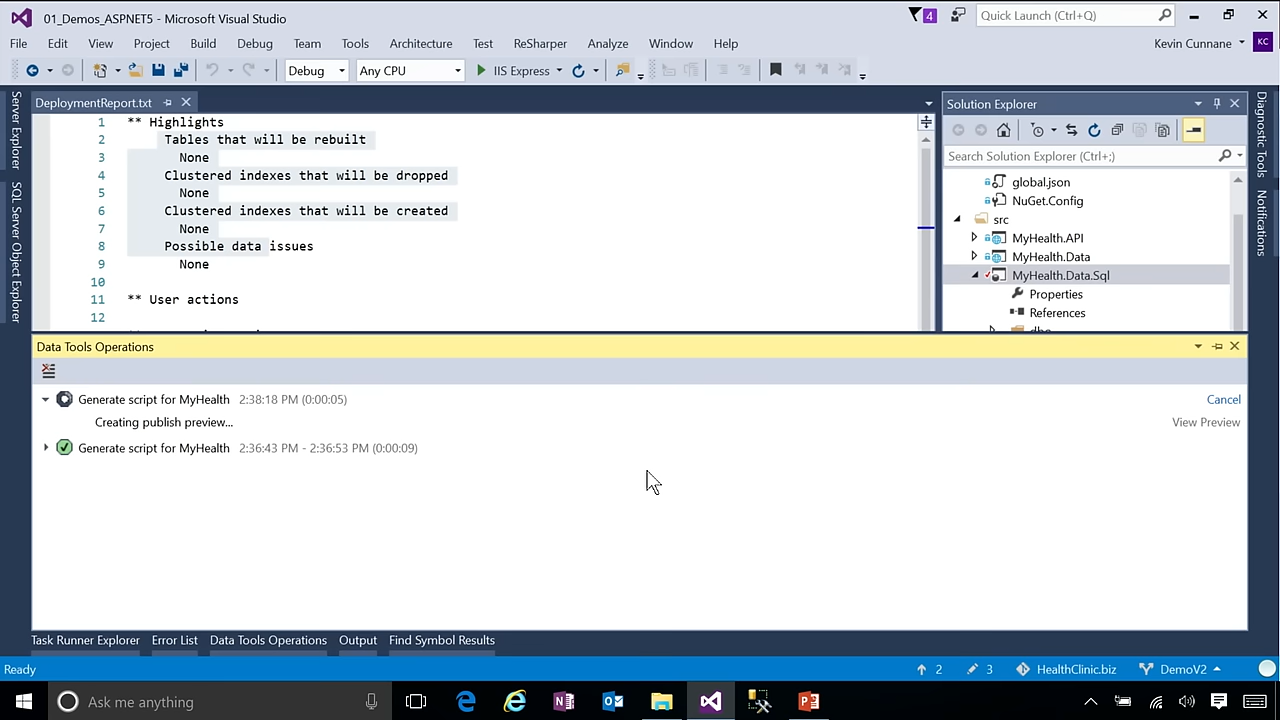 01_Demos_ASPNET5 - Microsoft Visual Studio
4
Quick Launch (Ctrl+Q)
File Edit View Project Build Debug Team Tools Architecture Test ReSharper Analyze Window Help
Kevin Cunnane
KC
Debug
Any CPU
IIS Express
Server Explorer
SQL Server Object Explorer
DeploymentReport.txt
1 ** Highlights
2 Tables that will be rebuilt
3 None
4 Clustered indexes that will be dropped
5 None
6 Clustered indexes that will be created
7 None
8 Possible data issues
9 None
10
11 ** User actions
12
Solution Explorer
Search Solution Explorer (Ctrl+;)
global.json
NuGet.Config
src
MyHealth.API
MyHealth.Data
MyHealth.Data.Sql
Properties
References
dbo
Diagnostic Tools
Notifications
Data Tools Operations
Generate script for MyHealth 2:38:18 PM (0:00:05)
Cancel
Creating publish preview...
View Preview
Generate script for MyHealth 2:36:43 PM - 2:36:53 PM (0:00:09)
Task Runner Explorer Error List Data Tools Operations Output Find Symbol Results
Ready
2
3
HealthClinic.biz
DemoV2
Ask me anything